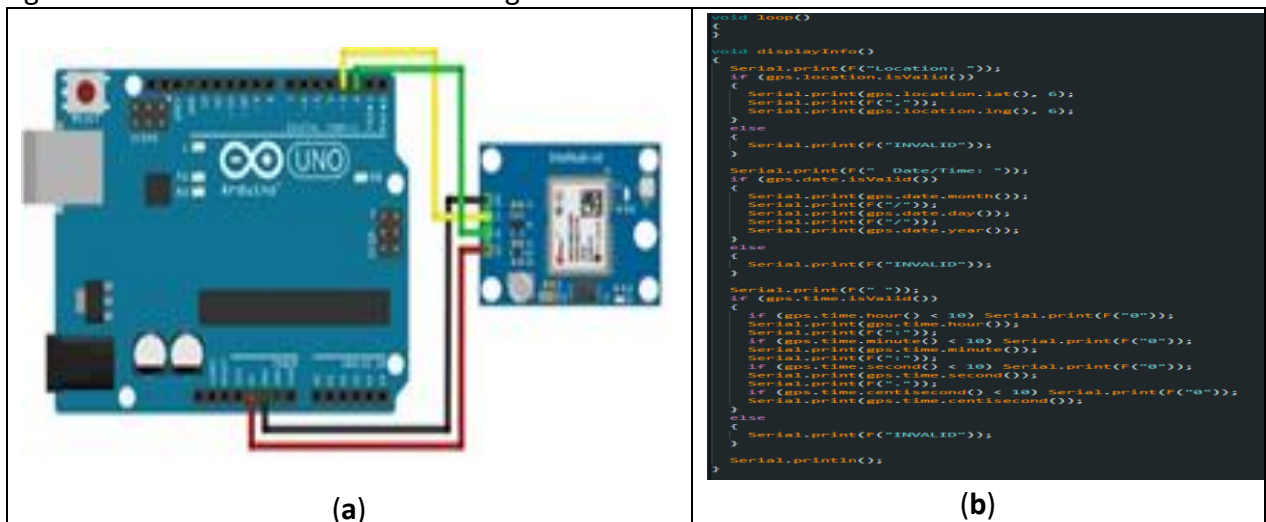 UNO
Arduino
(a)
void loop()
{
}
void displayInfo()
{
Serial.print(F("Location: "));
if (gps.location.isValid())
{
Serial.print(gps.location.lat(), 6);
Serial.print(F(","));
Serial.print(gps.location.lng(), 6);
}
else
{
Serial.print(F("INVALID"));
}
Serial.print(F("  Date/Time: "));
if (gps.date.isValid())
{
Serial.print(gps.date.month());
Serial.print(F("/"));
Serial.print(gps.date.day());
Serial.print(F("/"));
Serial.print(gps.date.year());
}
else
{
Serial.print(F("INVALID"));
}
Serial.print(F(" "));
if (gps.time.isValid())
{
if (gps.time.hour() < 10) Serial.print(F("0"));
Serial.print(gps.time.hour());
Serial.print(F(":"));
if (gps.time.minute() < 10) Serial.print(F("0"));
Serial.print(gps.time.minute());
Serial.print(F(":"));
if (gps.time.second() < 10) Serial.print(F("0"));
Serial.print(gps.time.second());
Serial.print(F("."));
if (gps.time.centisecond() < 10) Serial.print(F("0"));
Serial.print(gps.time.centisecond());
}
else
{
Serial.print(F("INVALID"));
}
Serial.println();
}
(b)